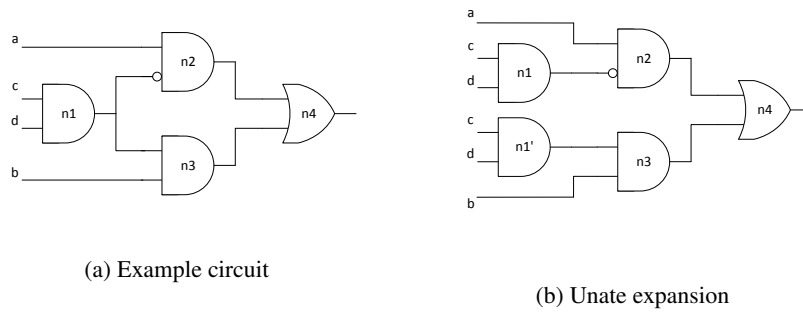 a
n2
c
n1
n4
d
n3
b
(a) Example circuit
a
c
n2
n1
d
n4
c
n1'
n3
d
b
(b) Unate expansion